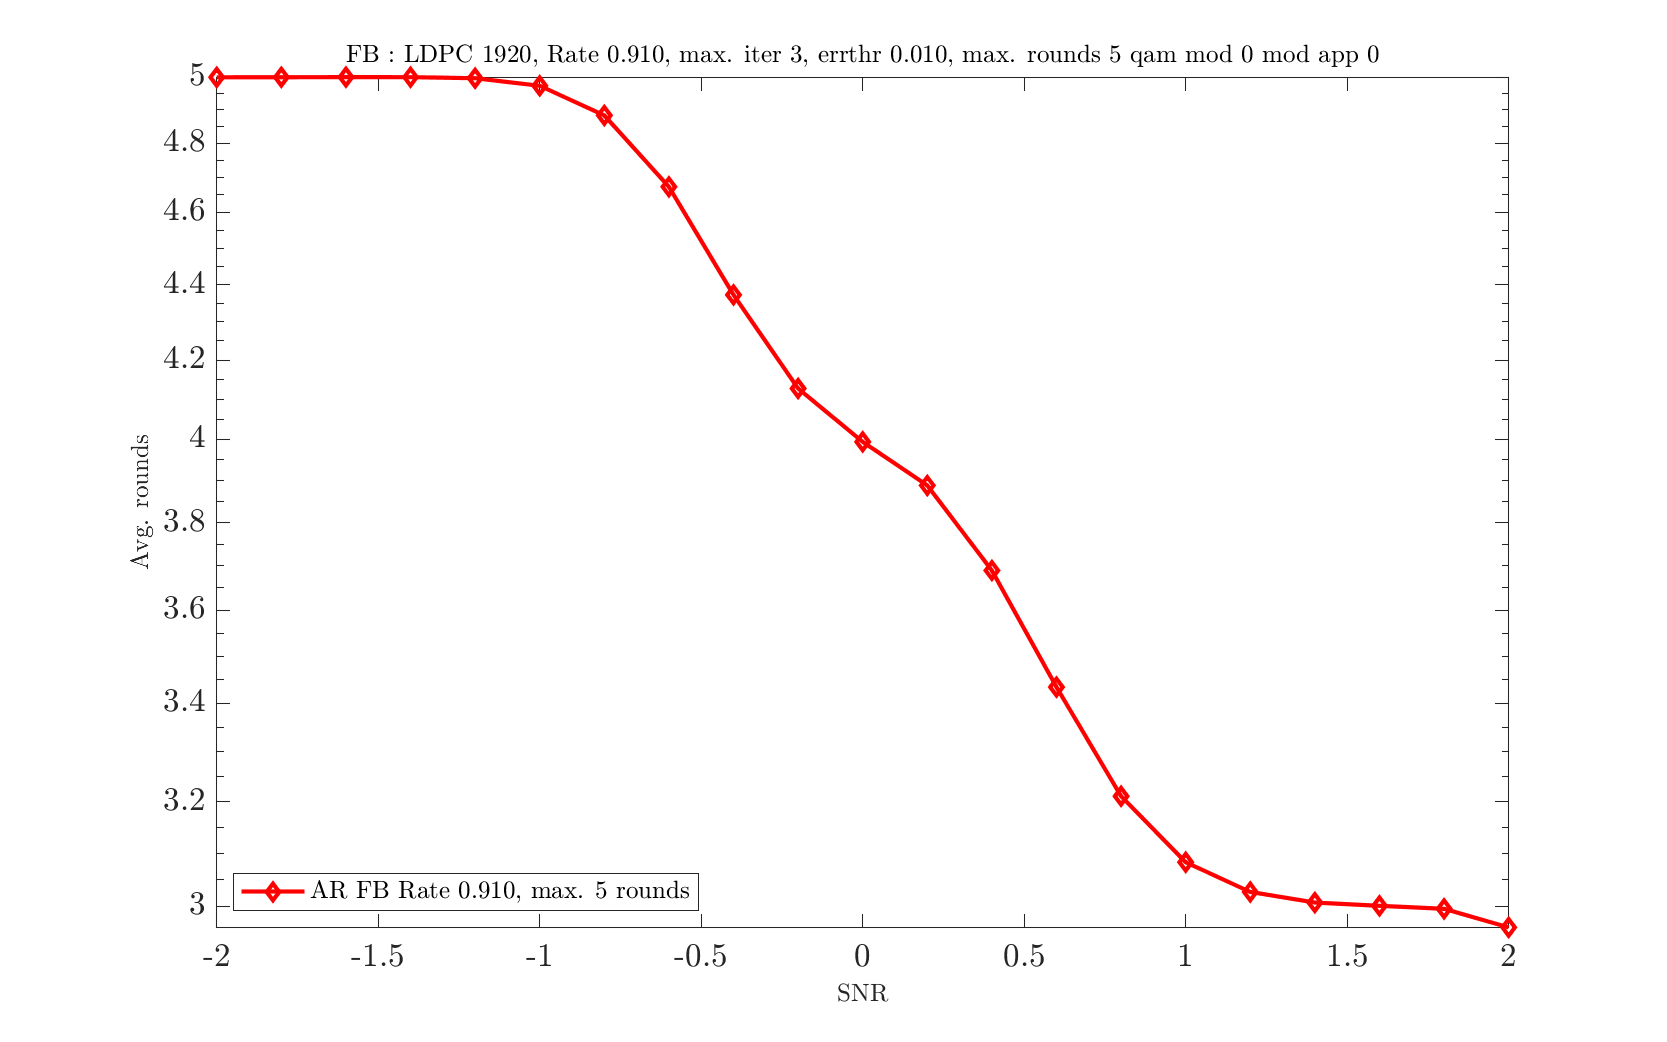 FB : LDPC 1920, Rate 0.910, max. iter 3, errthr 0.010, max. rounds 5 qam mod 0 mod app 0
5
4.8
4.6
4.4
4.2
4
3.8
3.6
3.4
3.2
3
Avg. rounds
AR FB Rate 0.910, max. 5 rounds
-2 -1.5 -1 -0.5 0 0.5 1 1.5 2
SNR